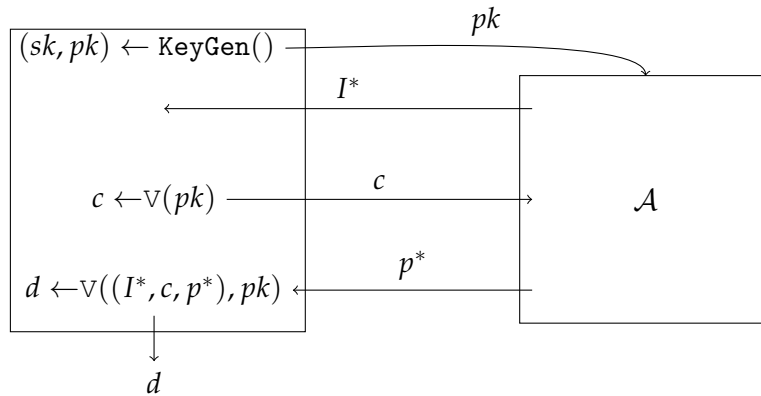 pk
(sk, pk) ← KeyGen()
I*
c ← V(pk)
c
𝒜
p*
d ← V((I*, c, p*), pk)
d